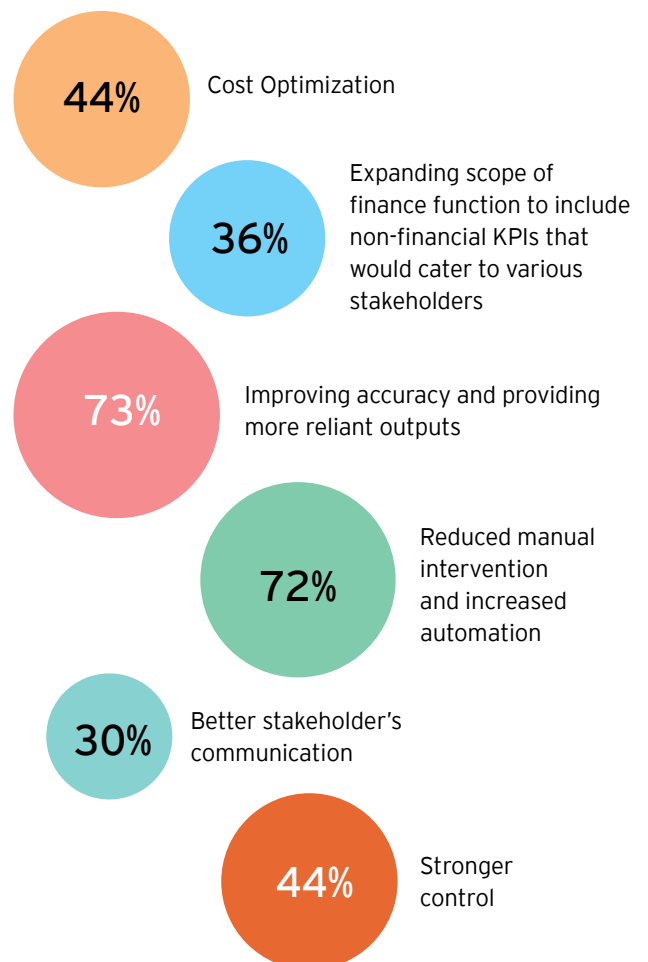 44%
Cost Optimization
36%
Expanding scope of
finance function to include
non-financial KPIs that
would cater to various
stakeholders
73%
Improving accuracy and providing
more reliant outputs
72%
Reduced manual
intervention
and increased
automation
30%
Better stakeholder’s
communication
44%
Stronger
control